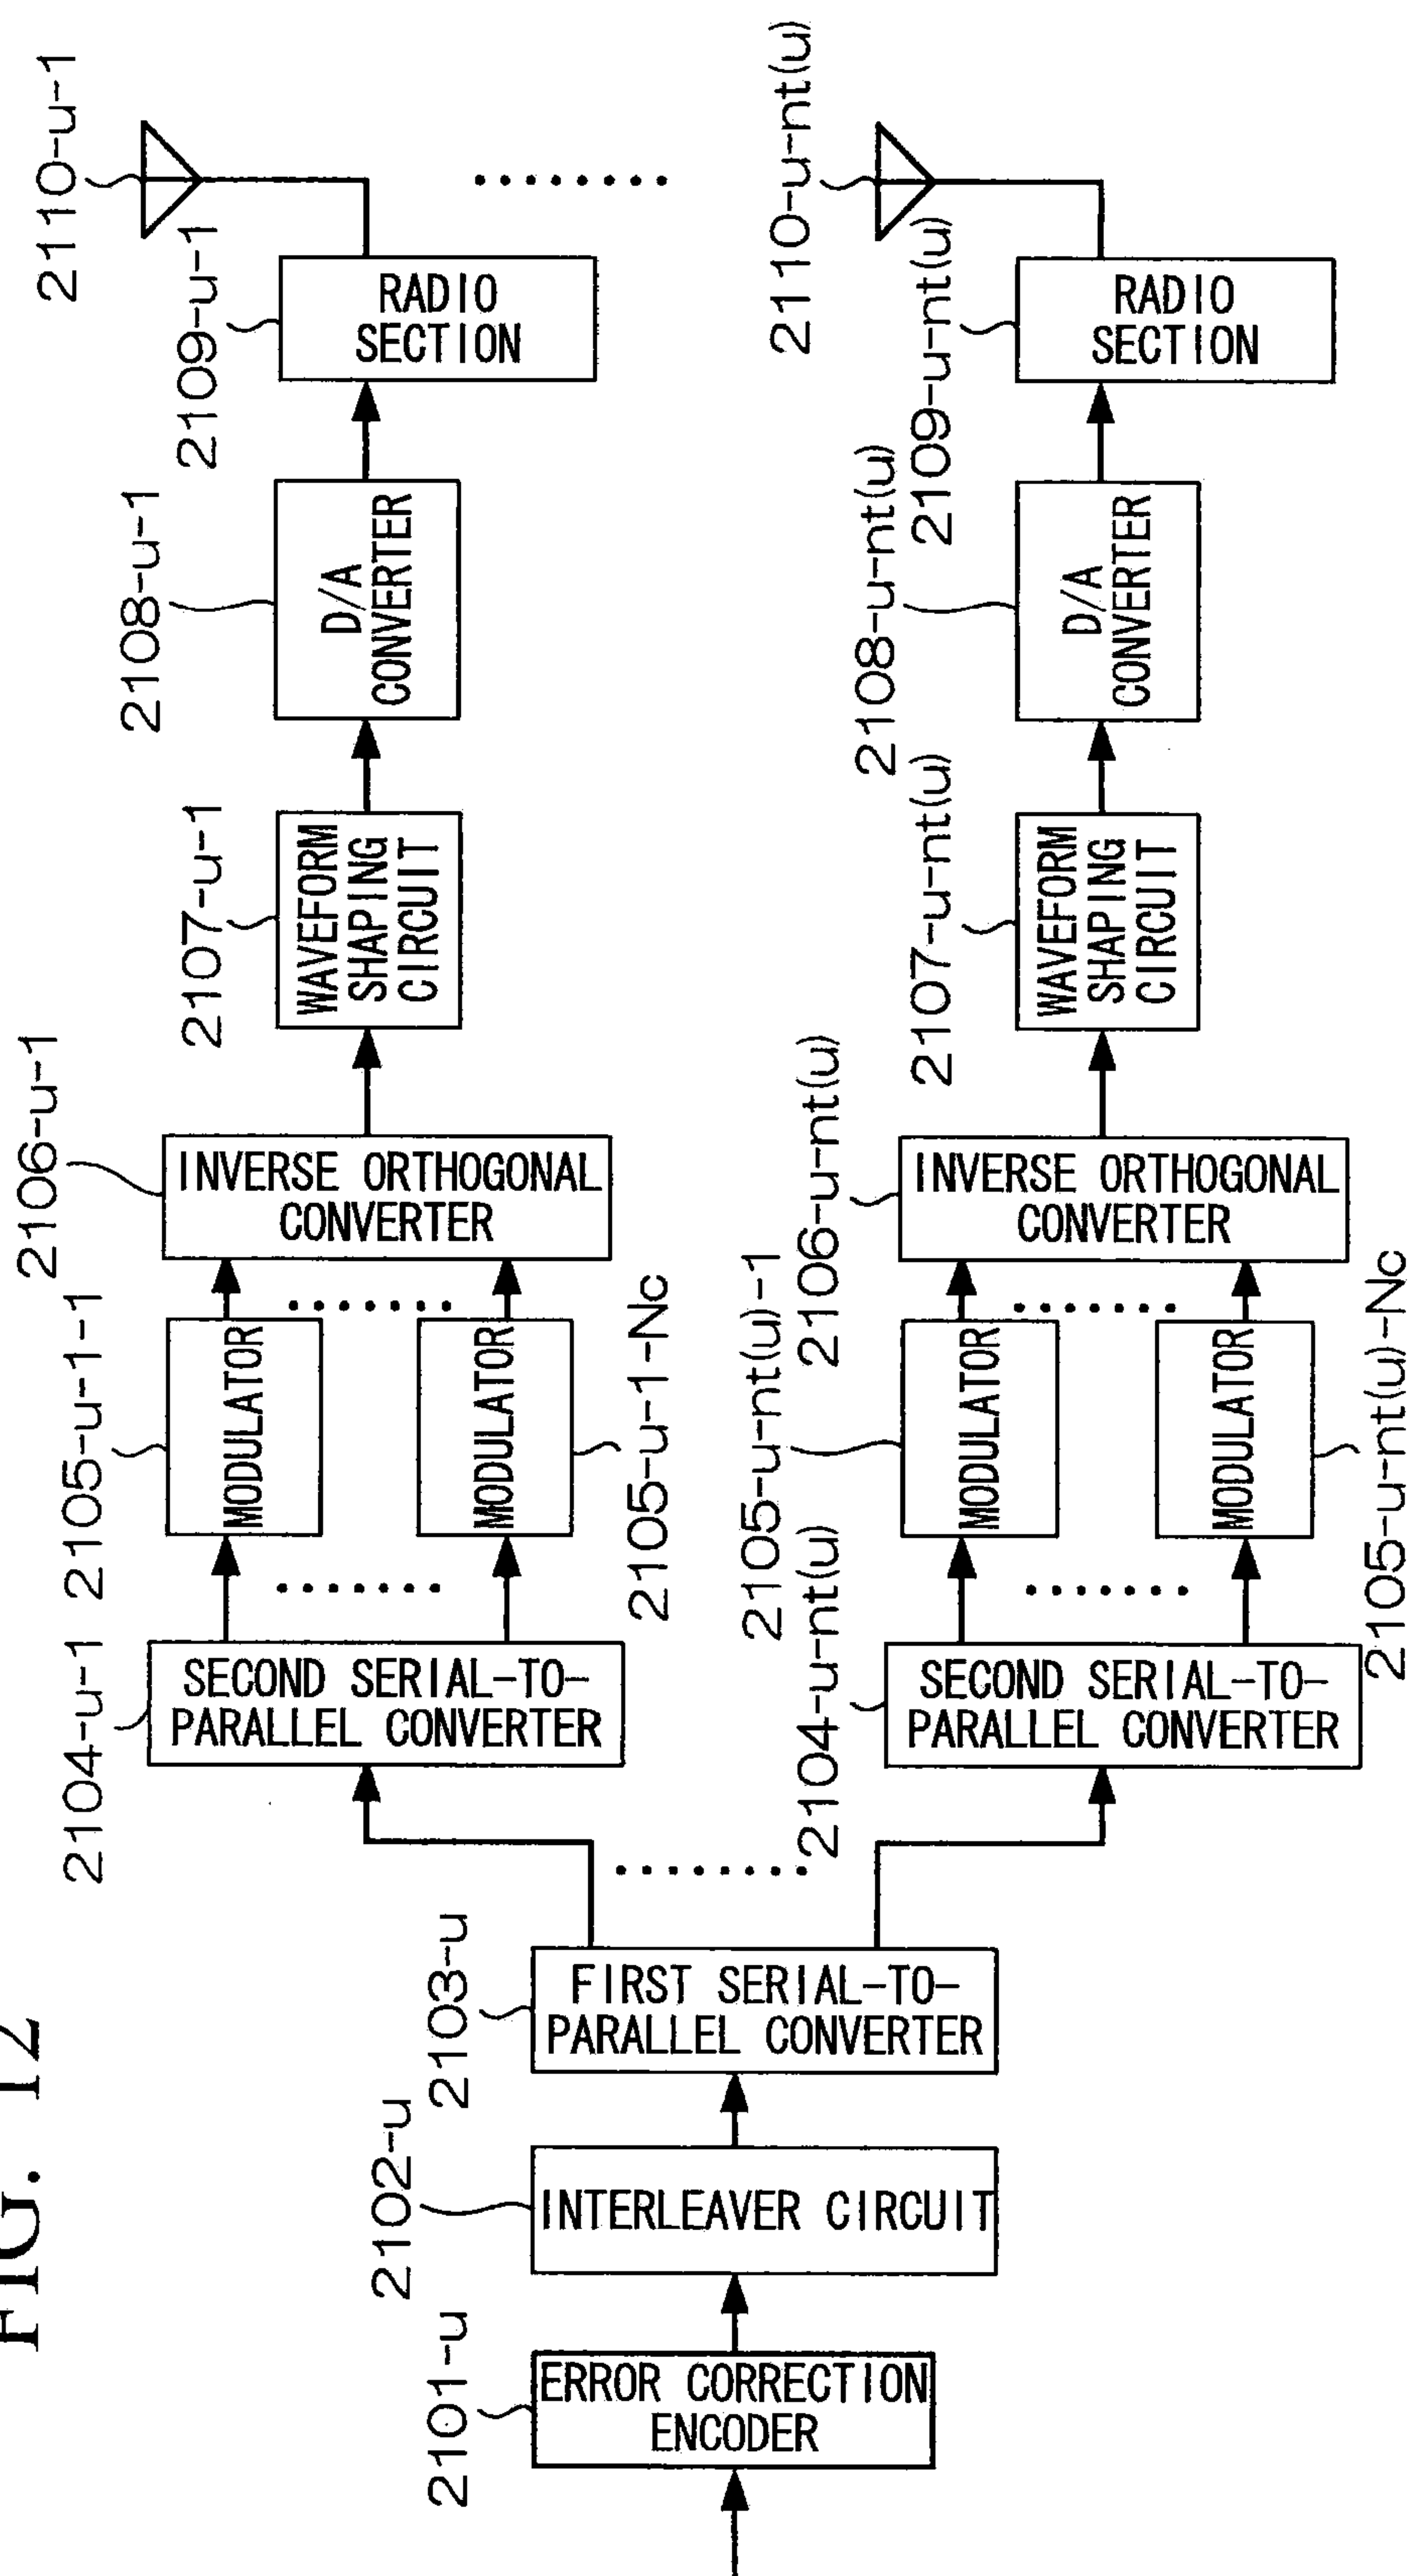 FIG. 12
2110-u-1
2110-u-nt(u)
2109-u-1
RADIO
SECTION
2109-u-nt(u)
RADIO
SECTION
2108-u-1
D/A
CONVERTER
2108-u-nt(u)
D/A
CONVERTER
2107-u-1
WAVEFORM
SHAPING
CIRCUIT
2107-u-nt(u)
WAVEFORM
SHAPING
CIRCUIT
2106-u-1
INVERSE ORTHOGONAL
CONVERTER
2106-u-nt(u)
INVERSE ORTHOGONAL
CONVERTER
2105-u-1-1
MODULATOR
MODULATOR
2105-u-1-Nc
2105-u-nt(u)-1
MODULATOR
MODULATOR
2105-u-nt(u)-Nc
2104-u-1
SECOND SERIAL-TO-
PARALLEL CONVERTER
2104-u-nt(u)
SECOND SERIAL-TO-
PARALLEL CONVERTER
2103-u
FIRST SERIAL-TO-
PARALLEL CONVERTER
2102-u
INTERLEAVER CIRCUIT
2101-u
ERROR CORRECTION
ENCODER